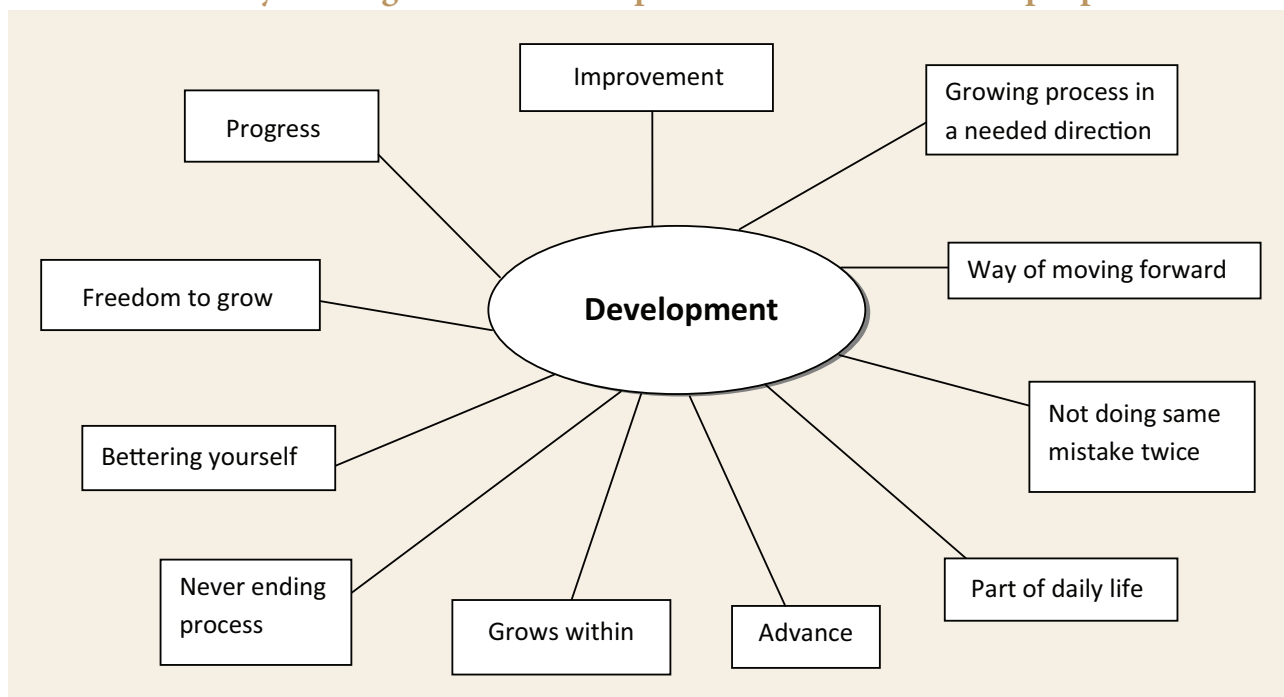 Improvement
Growing process in
a needed direction
Progress
Way of moving forward
Freedom to grow
Development
Not doing same
mistake twice
Bettering yourself
Never ending
process
Part of daily life
Grows within
Advance